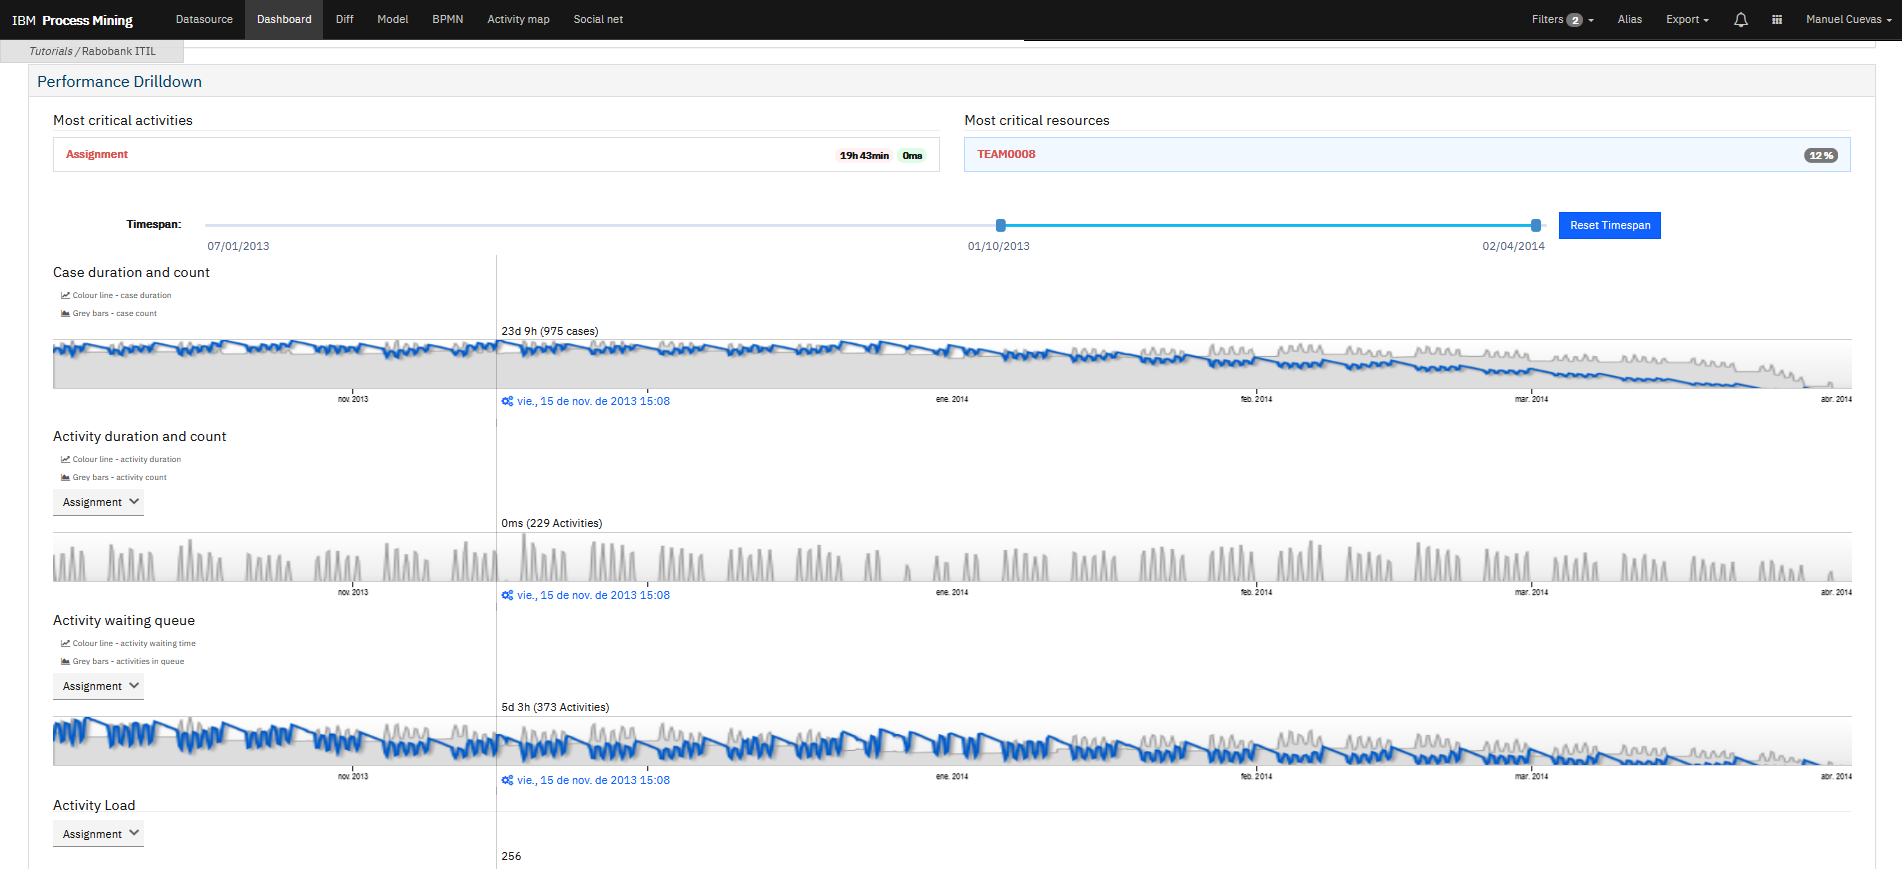 IBM Process Mining Datasource Dashboard Diff Model BPMN Activity map Social net Filters 2 Alias Export Manuel Cuevas
Tutorials / Rabobank ITIL
Performance Drilldown
Most critical activities
Assignment 19h 43min 0ms
Most critical resources
TEAM0008 12 %
Timespan:
07/01/2013 01/10/2013 02/04/2014
Reset Timespan
Case duration and count
Colour line - case duration
Grey bars - case count
23d 9h (975 cases)
nov. 2013 ene. 2014 feb. 2014 mar. 2014 abr. 2014
vie., 15 de nov. de 2013 15:08
Activity duration and count
Colour line - activity duration
Grey bars - activity count
Assignment
0ms (229 Activities)
nov. 2013 ene. 2014 feb. 2014 mar. 2014 abr. 2014
vie., 15 de nov. de 2013 15:08
Activity waiting queue
Colour line - activity waiting time
Grey bars - activities in queue
Assignment
5d 3h (373 Activities)
nov. 2013 ene. 2014 feb. 2014 mar. 2014 abr. 2014
vie., 15 de nov. de 2013 15:08
Activity Load
Assignment
256